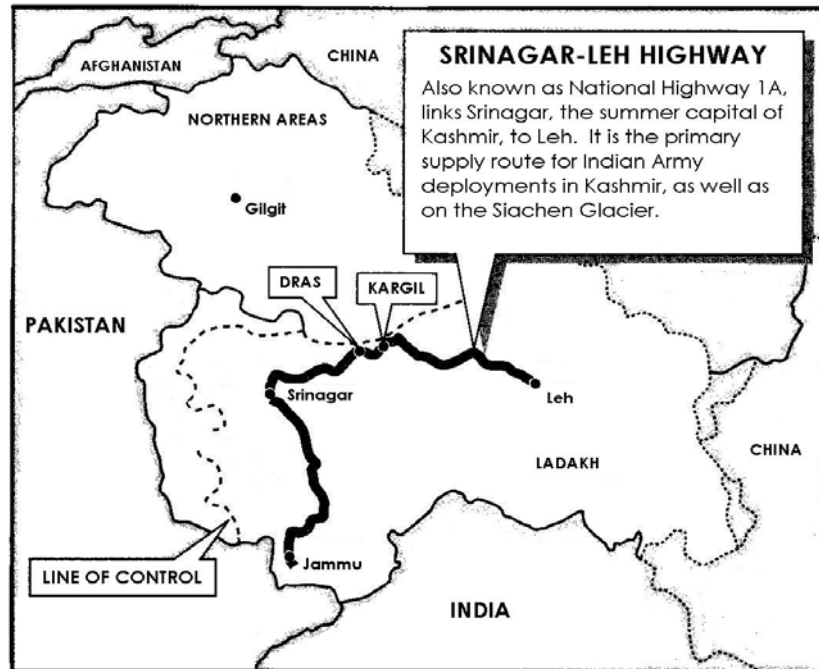 AFGHANISTAN
CHINA
SRINAGAR-LEH HIGHWAY
Also known as National Highway 1A,
links Srinagar, the summer capital of
Kashmir, to Leh. It is the primary
supply route for Indian Army
deployments in Kashmir, as well as
on the Siachen Glacier.
NORTHERN AREAS
Gilgit
DRAS
KARGIL
PAKISTAN
Srinagar
Leh
CHINA
LADAKH
LINE OF CONTROL
Jammu
INDIA